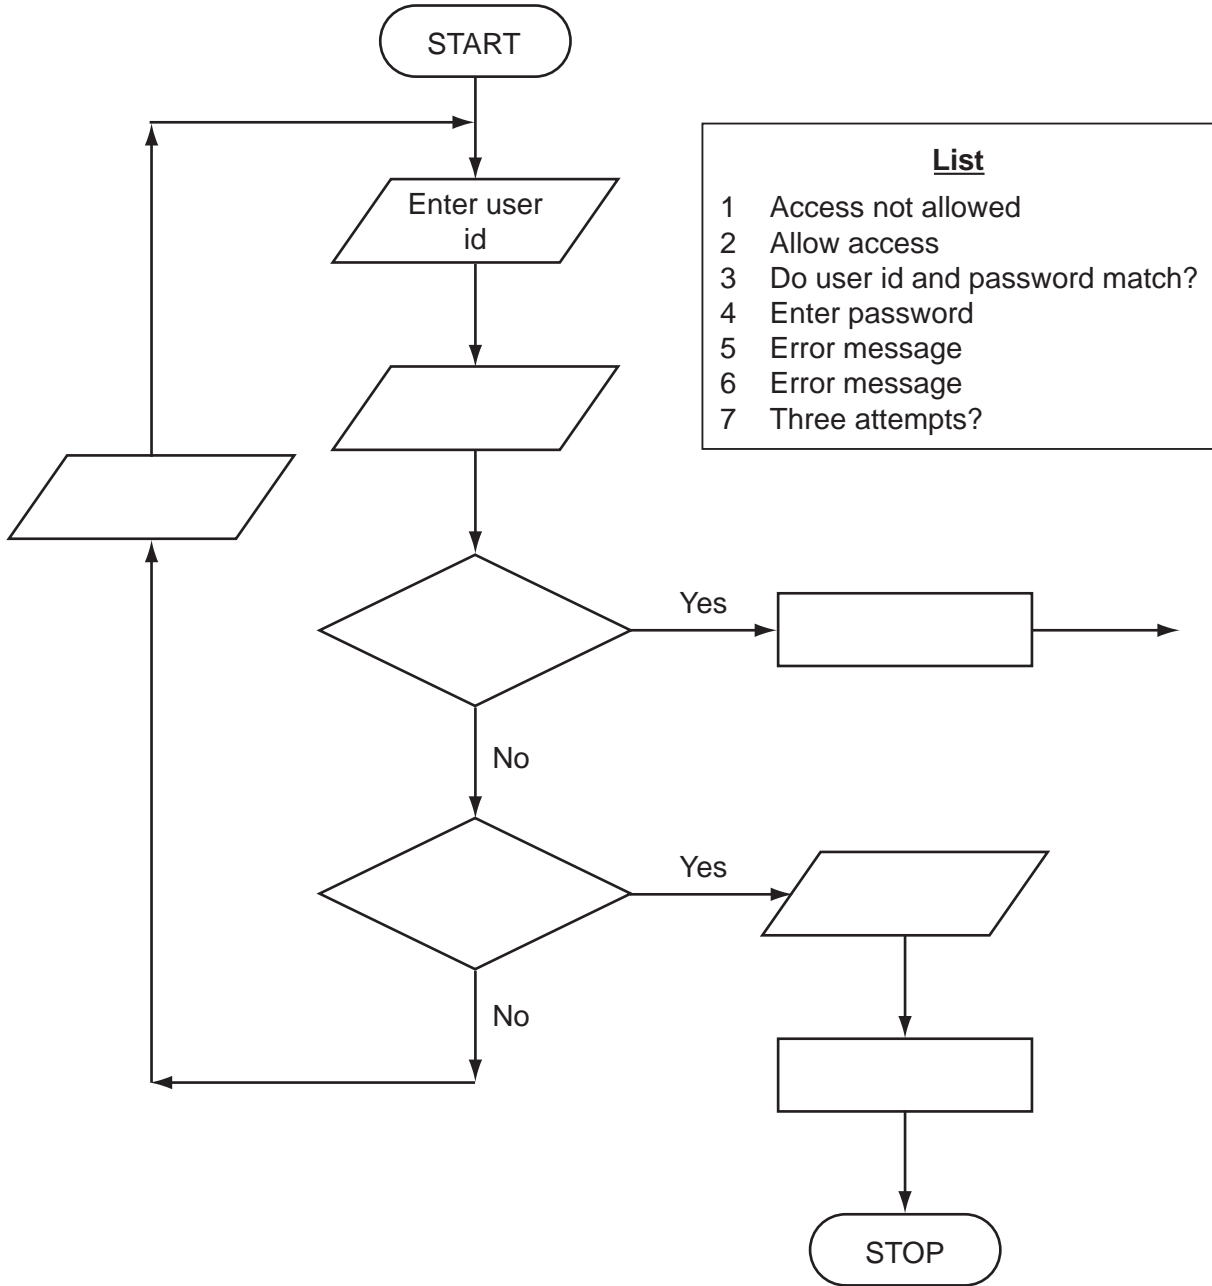 START
Enter user
id
List
1 Access not allowed
2 Allow access
3 Do user id and password match?
4 Enter password
5 Error message
6 Error message
7 Three attempts?
Yes
No
Yes
No
STOP